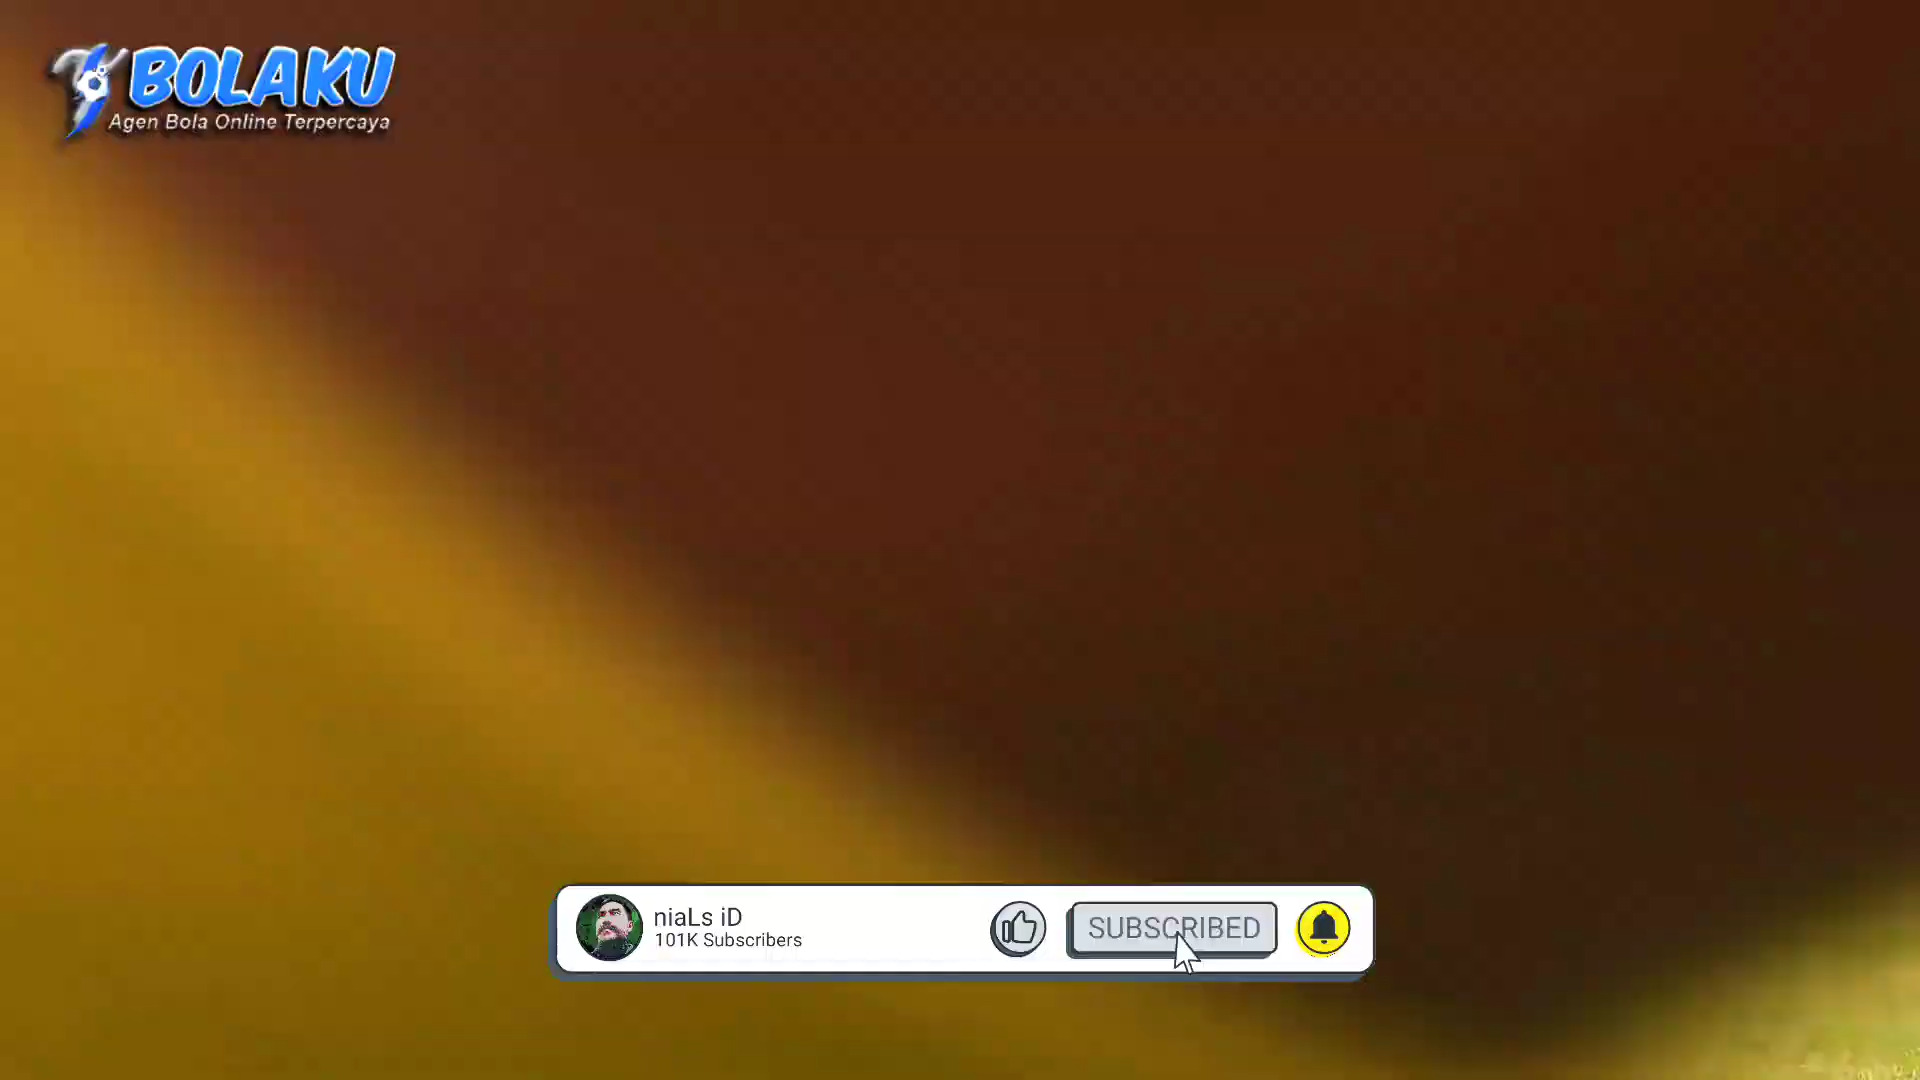 BOLAKU
Agen Bola Online Terpercaya
niaLs iD
101K Subscribers
SUBSCRIBED